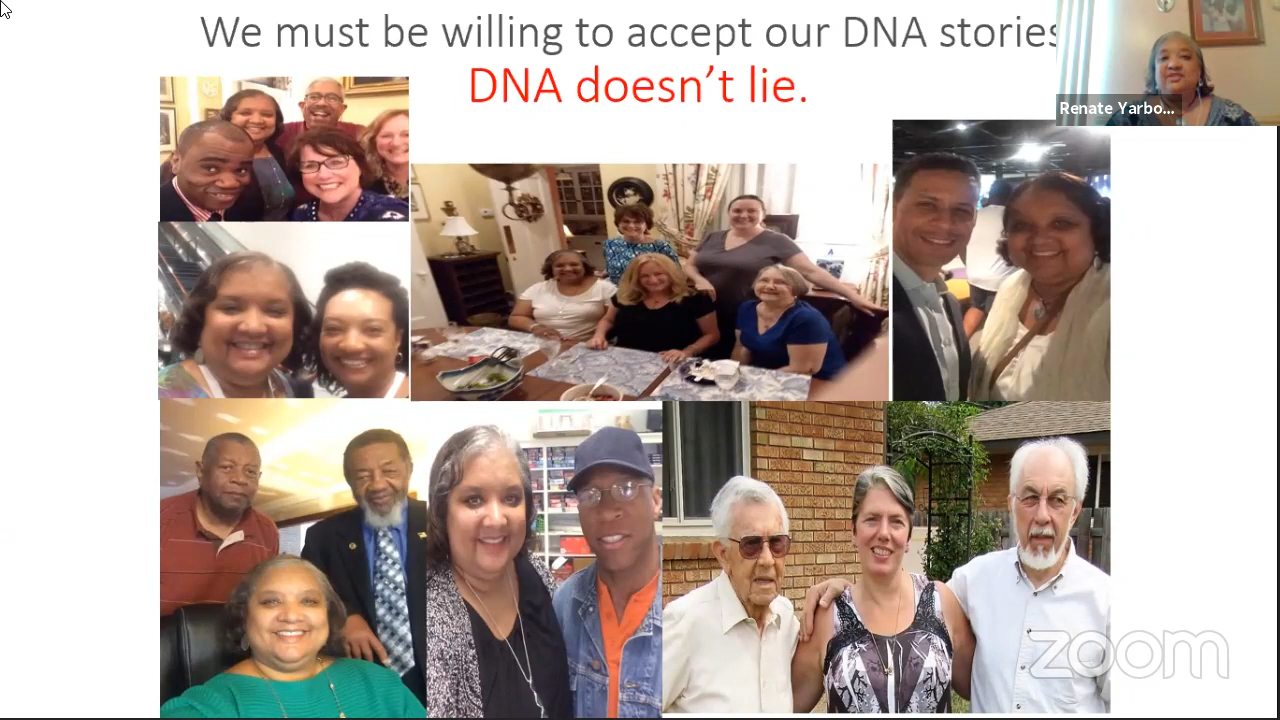 We must be willing to accept our DNA stories
DNA doesn't lie.
Renate Yarbo...
zoom